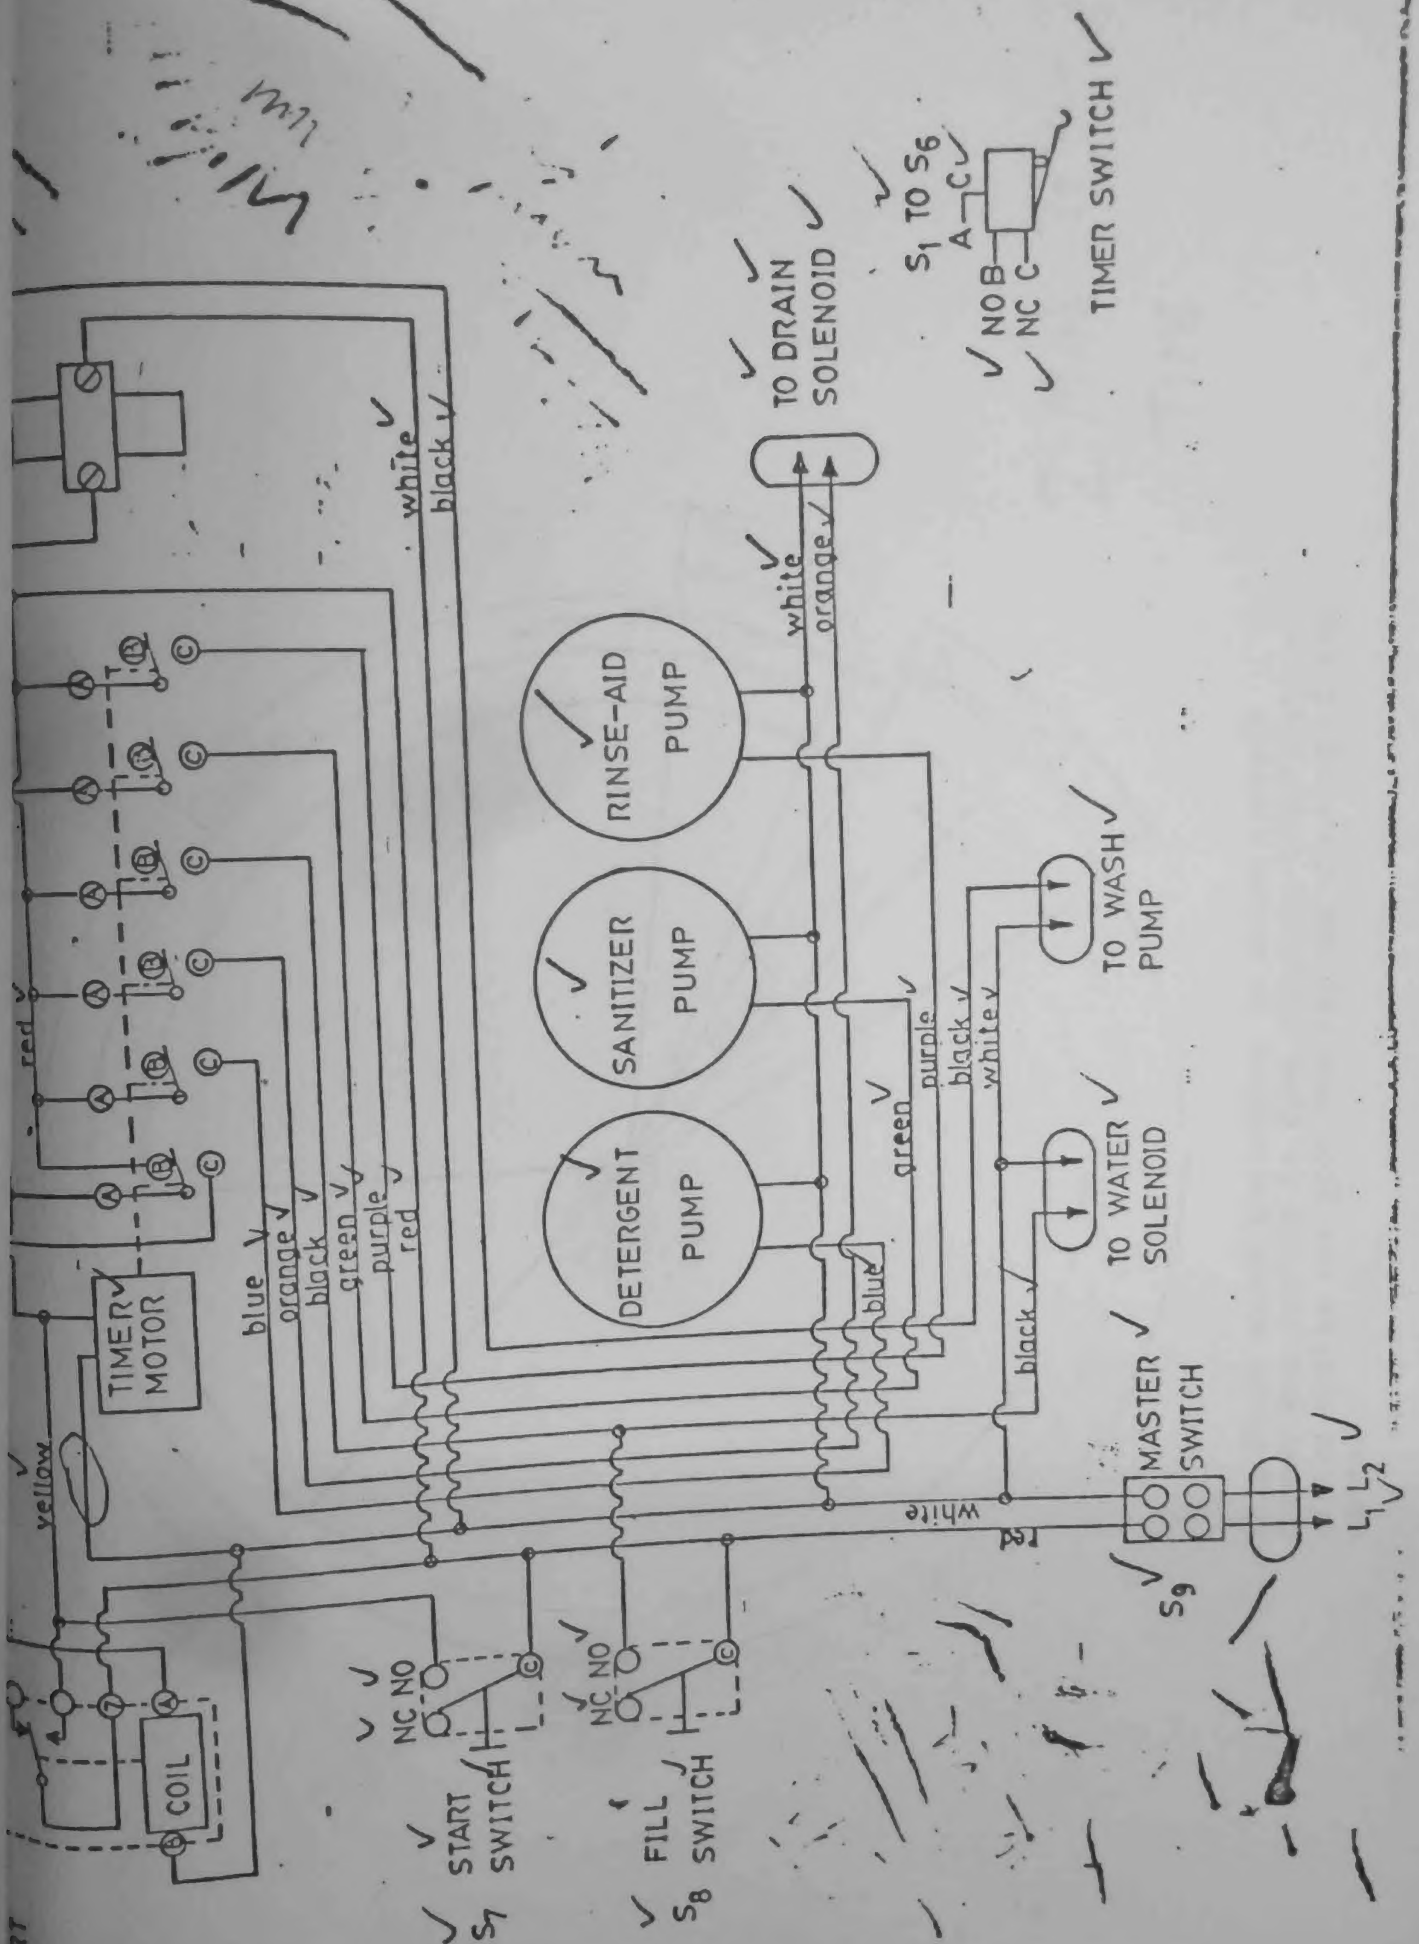 yellow
red
TIMER
MOTOR
A
B
C
A
B
C
A
B
C
A
B
C
A
B
C
A
B
C
blue
orange
black
green
purple
red
white
black
7
A
B
COIL
S7
START
SWITCH
NC NO
C
S8
FILL
SWITCH
NC NO
C
DETERGENT
PUMP
SANITIZER
PUMP
RINSE-AID
PUMP
white
orange
TO DRAIN
SOLENOID
blue
green
purple
black
white
black
white
red
S9
MASTER
SWITCH
L1 L2
TO WATER
SOLENOID
TO WASH
PUMP
S1 TO S6
A C
NO B
NC C
TIMER SWITCH